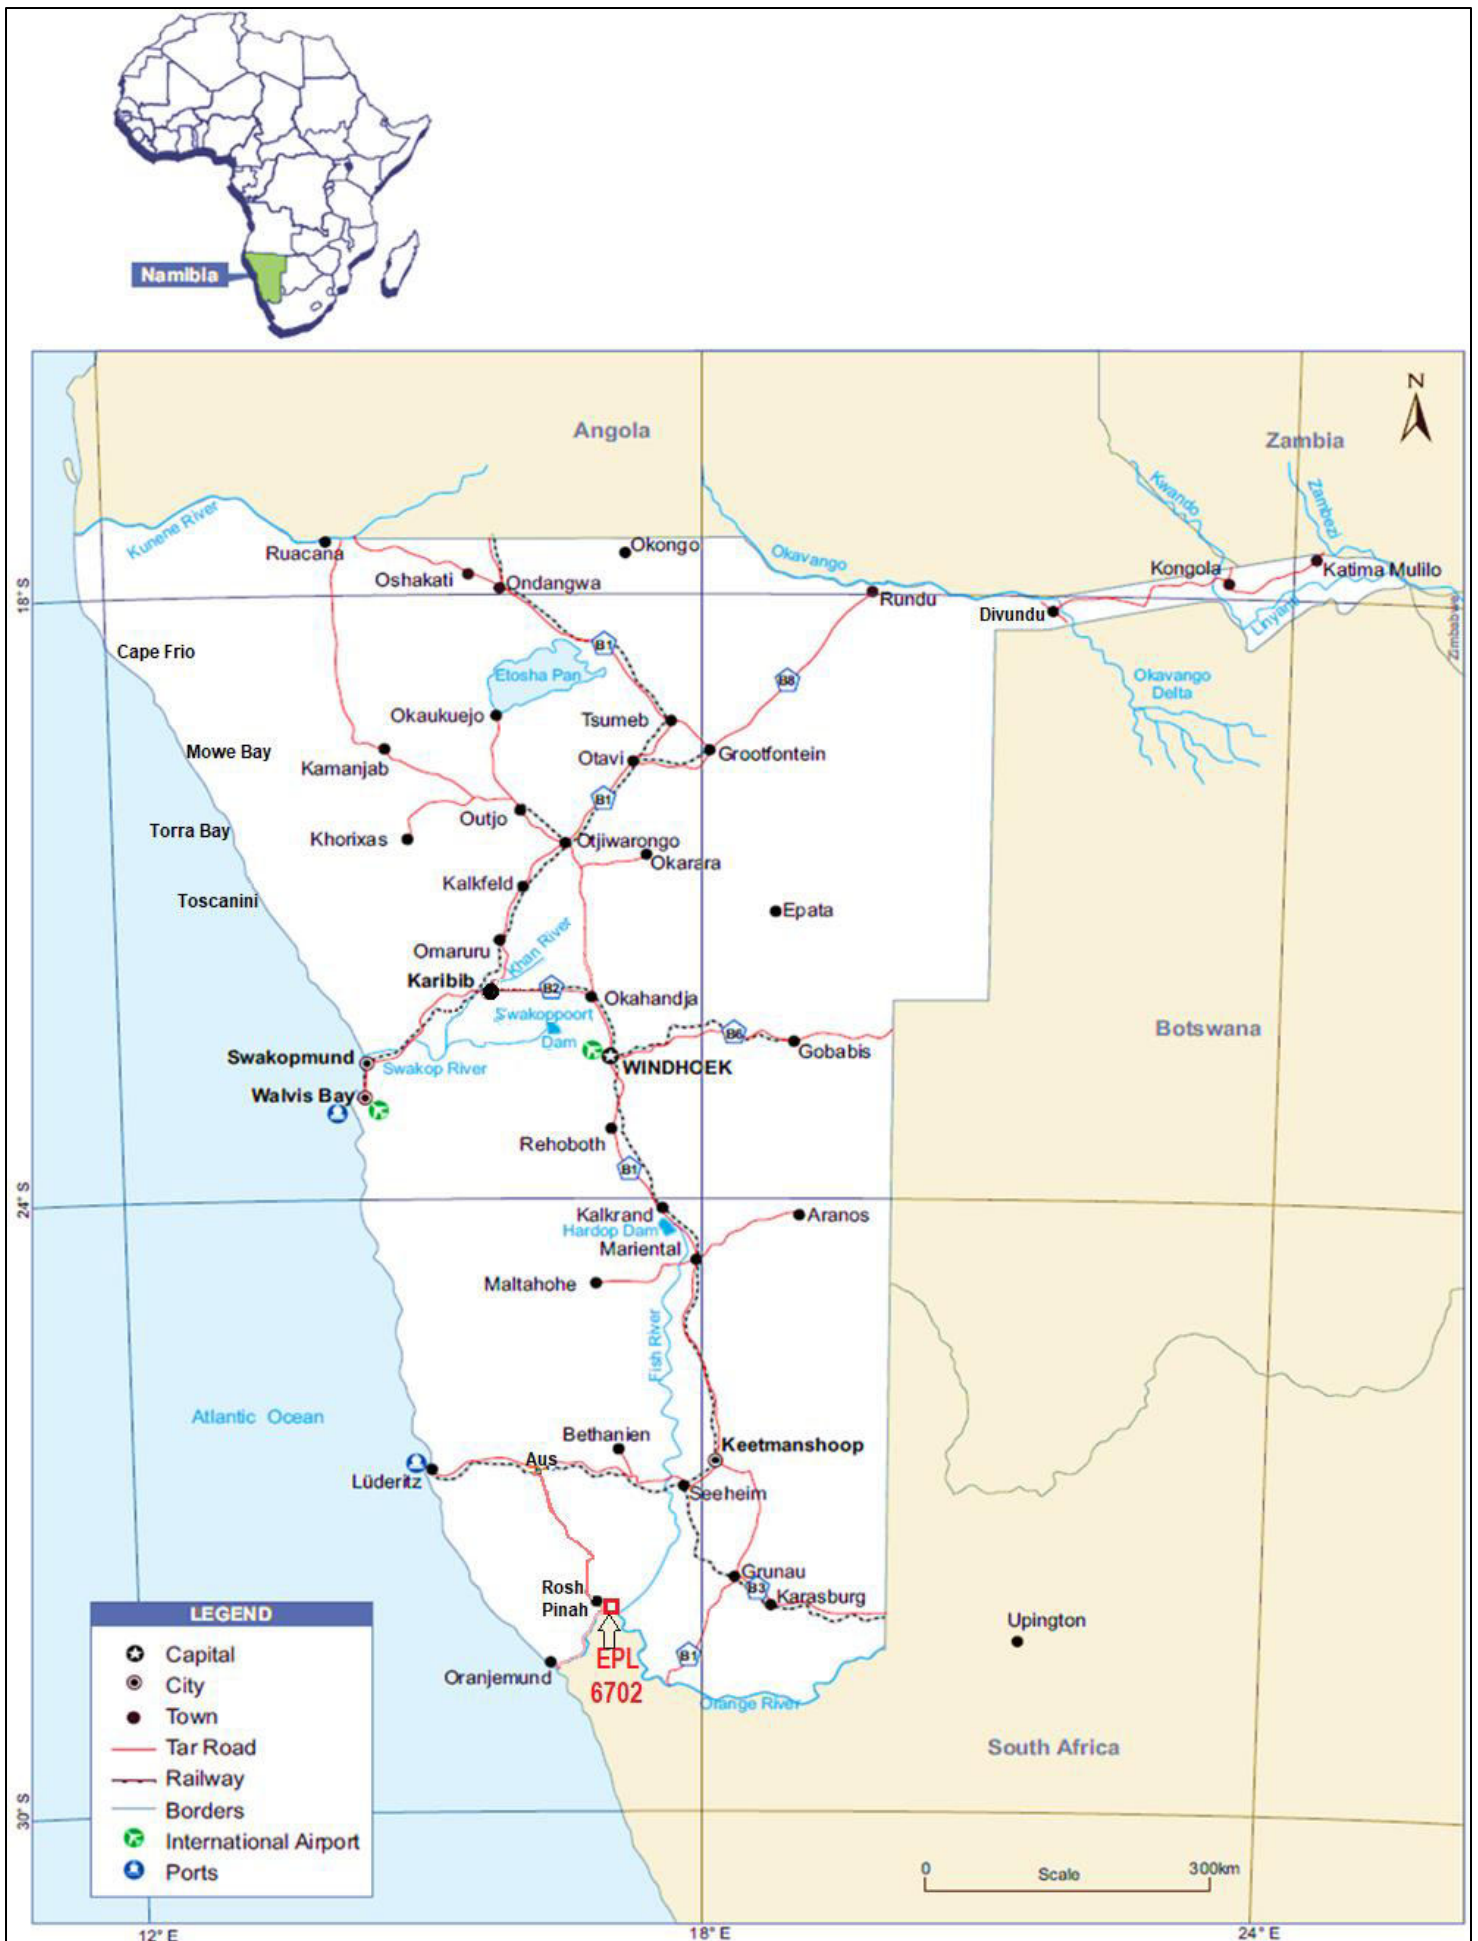 Namibia
N
Angola
Zambia
Kwando
Zambezi
Kunene River
Ruacana
Okongo
Okavango
Oshakati
Ondangwa
Kongola
Katima Mulilo
18° S
Rundu
Divundu
Linyanti
Zimbabwe
Cape Frio
B1
Etosha Pan
B8
Okavango
Delta
Okaukuejo
Tsumeb
Mowe Bay
Kamanjab
Otavi
Grootfontein
B1
Outjo
Torra Bay
Khorixas
Otjiwarongo
Okarara
Kalkfeld
Toscanini
Epata
Omaruru
Khan River
Karibib
B2
Okahandja
Swakoppoort
Dam
B6
Botswana
Gobabis
Swakopmund
Swakop River
WINDHOEK
Walvis Bay
Rehoboth
B1
24° S
Kalkrand
Aranos
Hardop Dam
Mariental
Maltahohe
Fish River
Atlantic Ocean
Bethanien
Keetmanshoop
Aus
Lüderitz
Seeheim
Grunau
B3
Karasburg
Rosh
Pinah
Upington
EPL
6702
B1
Oranjemund
Orange River
South Africa
LEGEND
Capital
City
Town
Tar Road
Railway
Borders
International Airport
Ports
30° S
0
Scale
300km
12° E
18° E
24° E